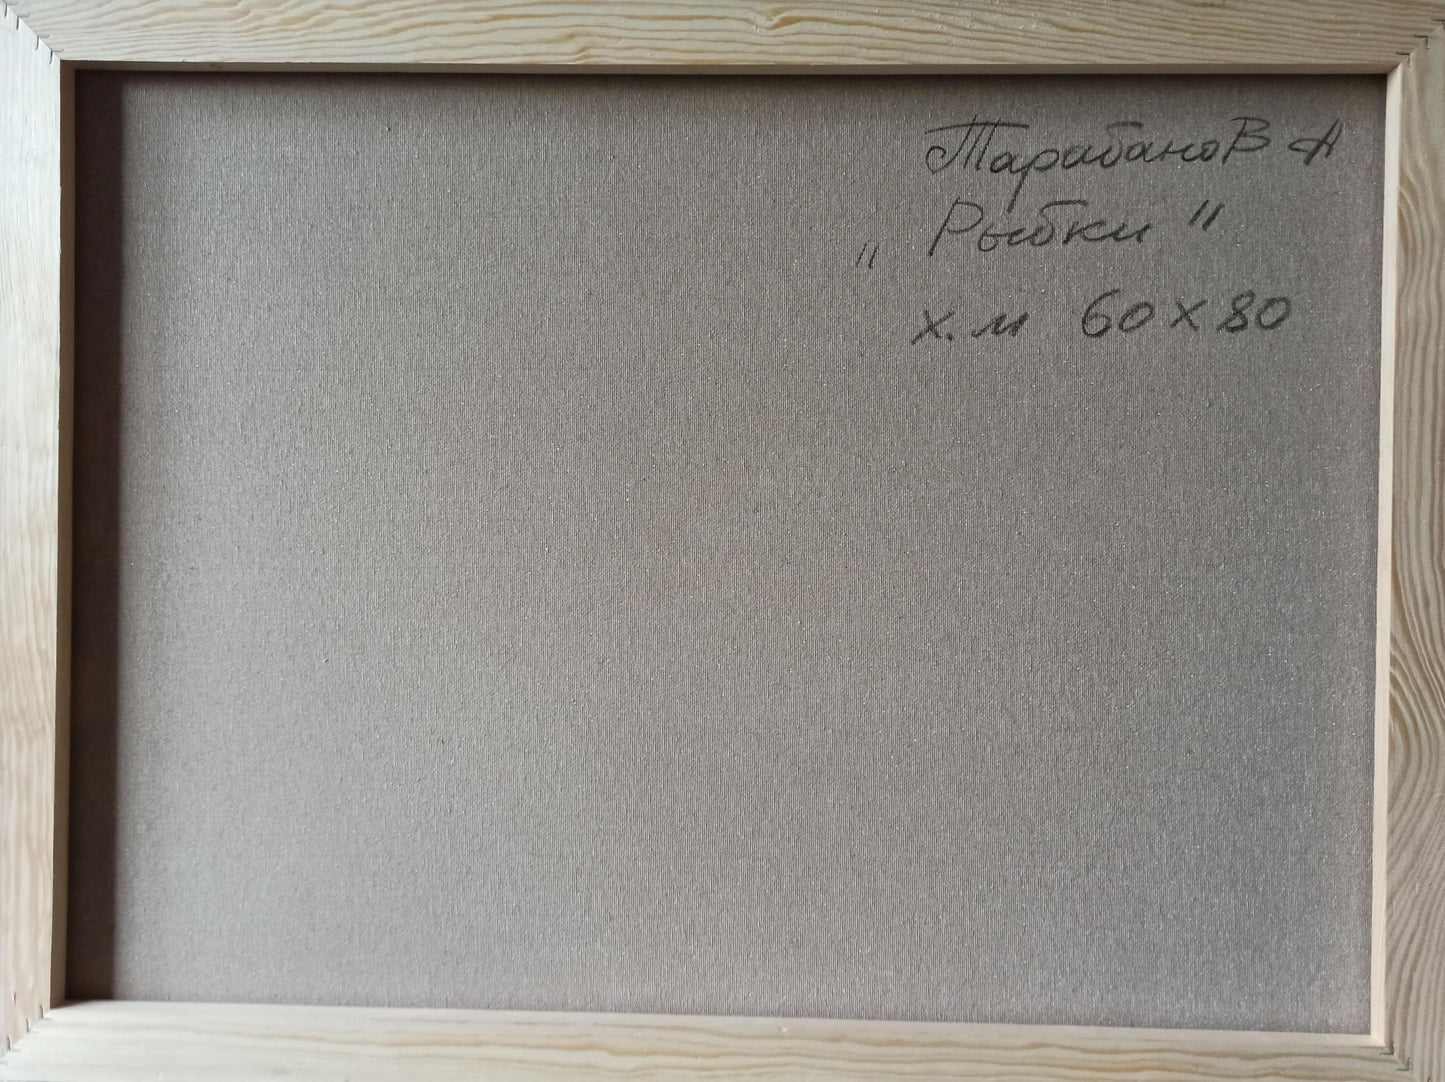 Тарабанов А
„ Рыбки "
х.м 60 х 80